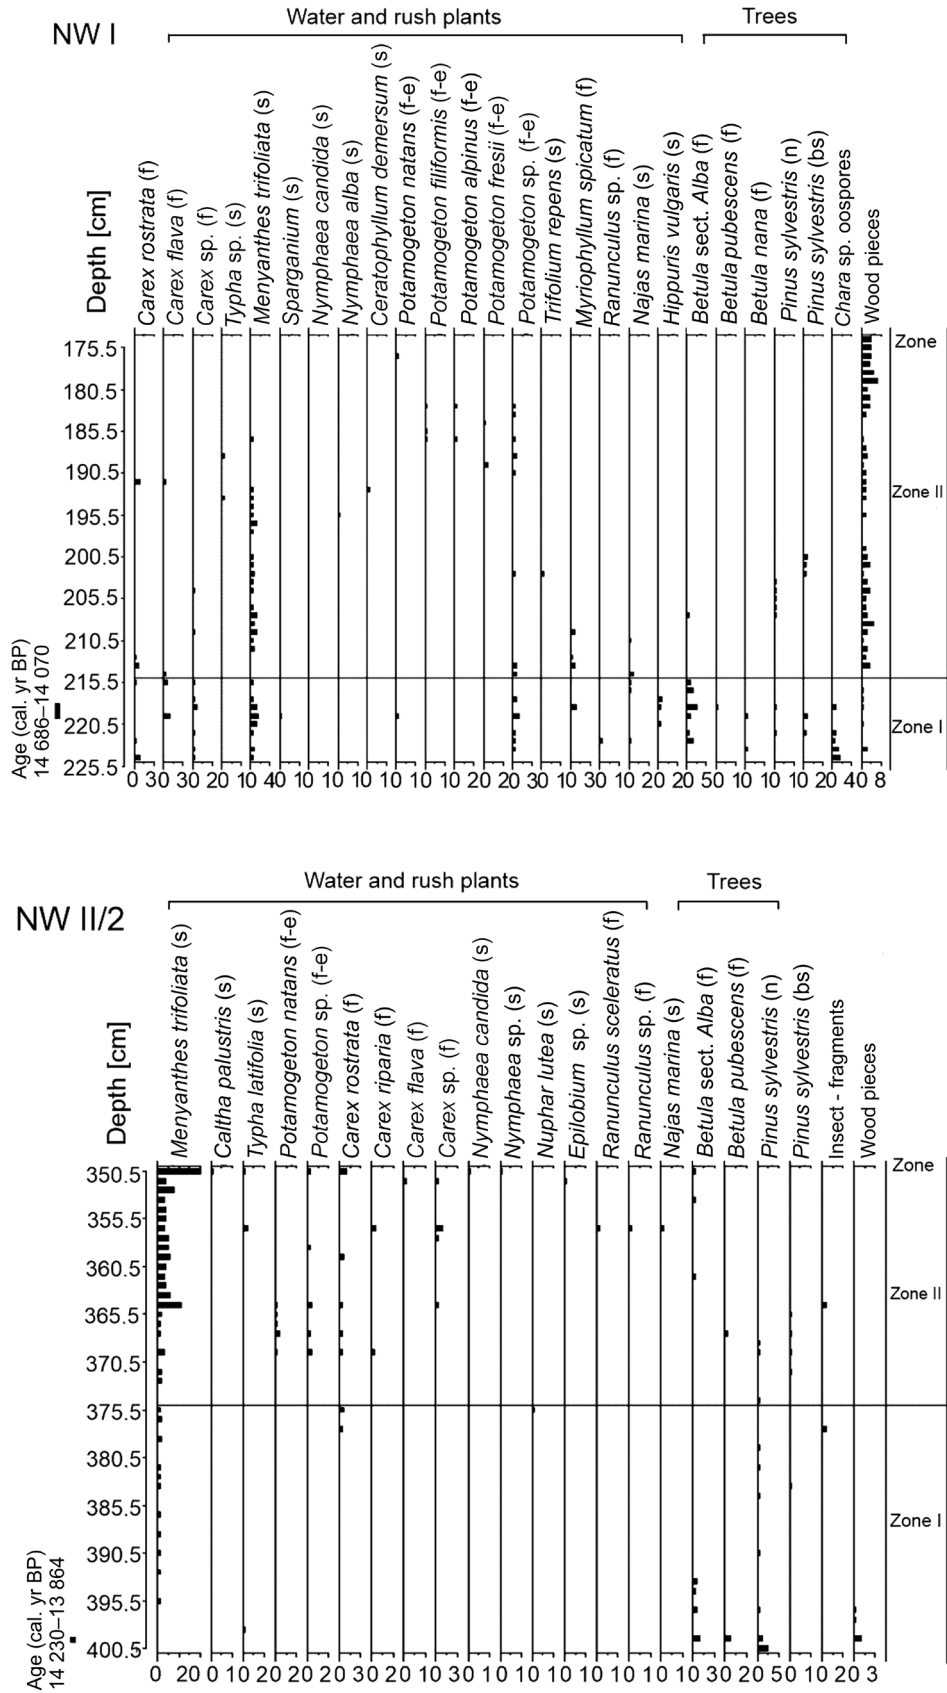 Water and rush plants
Trees
NW I
Depth [cm]
Carex rostrata (f)
Carex flava (f)
Carex sp. (f)
Typha sp. (s)
Menyanthes trifoliata (s)
Sparganium (s)
Nymphaea candida (s)
Nymphaea alba (s)
Ceratophyllum demersum (s)
Potamogeton natans (f-e)
Potamogeton filiformis (f-e)
Potamogeton alpinus (f-e)
Potamogeton fresii (f-e)
Potamogeton sp. (f-e)
Trifolium repens (s)
Myriophyllum spicatum (f)
Ranunculus sp. (f)
Najas marina (s)
Hippuris vulgaris (s)
Betula sect. Alba (f)
Betula pubescens (f)
Betula nana (f)
Pinus sylvestris (n)
Pinus sylvestris (bs)
Chara sp. oospores
Wood pieces
Zone
175.5
180.5
185.5
190.5
195.5
200.5
205.5
210.5
215.5
220.5
225.5
Zone II
Zone I
Age (cal. yr BP)
14 686–14 070
0 30 30 20 10 40 10 10 10 10 10 10 10 20 30 10 30 10 20 20 50 10 10 10 20 40 8
Water and rush plants
Trees
NW II/2
Depth [cm]
Menyanthes trifoliata (s)
Caltha palustris (s)
Typha latifolia (s)
Potamogeton natans (f-e)
Potamogeton sp. (f-e)
Carex rostrata (f)
Carex riparia (f)
Carex flava (f)
Carex sp. (f)
Nymphaea candida (s)
Nymphaea sp. (s)
Nuphar lutea (s)
Epilobium sp. (s)
Ranunculus sceleratus (f)
Ranunculus sp. (f)
Najas marina (s)
Betula sect. Alba (f)
Betula pubescens (f)
Pinus sylvestris (n)
Pinus sylvestris (bs)
Insect - fragments
Wood pieces
Zone
350.5
355.5
360.5
365.5
370.5
375.5
380.5
385.5
390.5
395.5
400.5
Zone II
Zone I
Age (cal. yr BP)
14 230–13 864
0 20 0 10 20 20 20 30 30 10 30 10 10 10 10 10 10 10 30 20 50 10 20 3